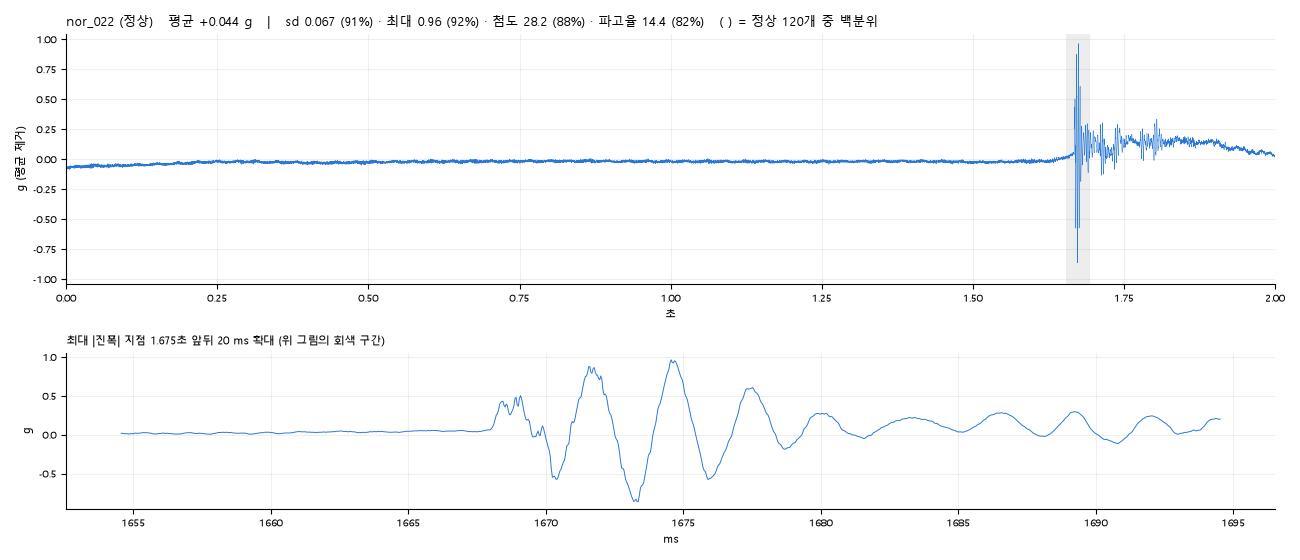 nor_022 (정상)    평균 +0.044 g    |    sd 0.067 (91%) · 최대 0.96 (92%) · 첨도 28.2 (88%) · 파고율 14.4 (82%)    ( ) = 정상 120개 중 백분위
g (평균 제거)
1.00
0.75
0.50
0.25
0.00
-0.25
-0.50
-0.75
-1.00
0.00 0.25 0.50 0.75 1.00 1.25 1.50 1.75 2.00
초
최대 |진폭| 지점 1.675초 앞뒤 20 ms 확대 (위 그림의 회색 구간)
g
1.0
0.5
0.0
-0.5
1655 1660 1665 1670 1675 1680 1685 1690 1695
ms